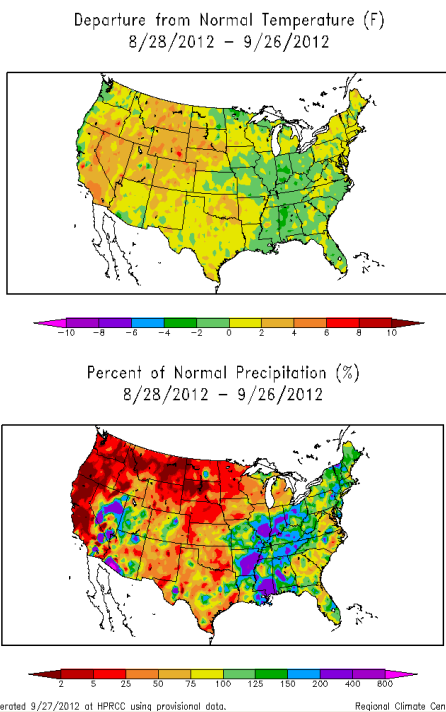 Departure from Normal Temperature (F)
8/28/2012 - 9/26/2012
-10 -8 -6 -4 -2 0 2 4 6 8 10
Percent of Normal Precipitation (%)
8/28/2012 - 9/26/2012
2 5 25 50 75 100 125 150 200 400 800
erated 9/27/2012 at HPRCC using provisional data. Regional Climate Cen